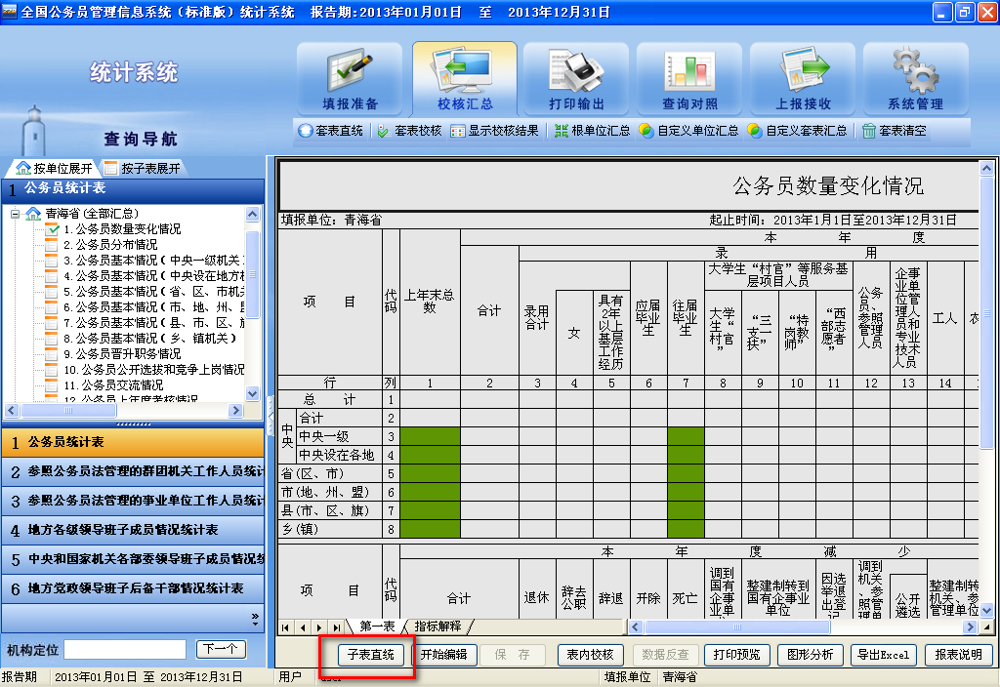 全国公务员管理信息系统（标准版）统计系统 报告期:2013年01月01日 至 2013年12月31日
统计系统
填报准备 校核汇总 打印输出 查询对照 上报接收 系统管理
查询导航
套表直统 套表校核 显示校核结果 根单位汇总 自定义单位汇总 自定义套表汇总 套表清空
按单位展开 按子表展开
1 公务员统计表
青海省(全部汇总)
1.公务员数量变化情况
2.公务员分布情况
3.公务员基本情况(中央一级机关)
4.公务员基本情况(中央设在地方机
5.公务员基本情况(省、区、市机关
6.公务员基本情况(市、地、州、盟
7.公务员基本情况(县、市、区、旗
8.公务员基本情况(乡、镇机关)
9.公务员晋升职务情况
10.公务员公开选拔和竞争上岗情况
11.公务员交流情况
12.公务员上年度考核情况
1 公务员统计表
2 参照公务员法管理的群团机关工作人员统计
3 参照公务员法管理的事业单位工作人员统计
4 地方各级领导班子成员情况统计表
5 中央和国家机关各部委领导班子成员情况统
6 地方党政领导班子后备干部情况统计表
»
机构定位 下一个
公务员数量变化情况
填报单位：青海省 起止时间：2013年1月1日至2013年12月31日
本 年 度
录 用
项 目 代码 上年末总数 合计 录用合计 女 具有2年以上基层工作经历 应届毕业生 往届毕业生 大学生“村官”等服务基层项目人员 大学生“村官” “三支一扶” “特岗教师” “西部志愿者” 公务员、参照管理人员 企事业单位管理人员和专业技术人员 工人 农
行 列 1 2 3 4 5 6 7 8 9 10 11 12 13 14
总 计 1
中央
合计 2
中央一级 3
中央设在各地 4
省(区、市) 5
市(地、州、盟) 6
县(市、区、旗) 7
乡(镇) 8
本 年 度 减 少
项 目 代码 合计 退休 辞去公职 辞退 开除 死亡 调到国有企事业单 整建制转到国有企事业单位 因选举退出登记 调到机关、参照管理单 公开遴选 整建制转机关、参管理单位
第一表 指标解释
子表直统 开始编辑 保 存 表内校核 数据反查 打印预览 图形分析 导出Excel 报表说明
报告期 2013年01月01日 至 2013年12月31日 用户 填报单位 青海省